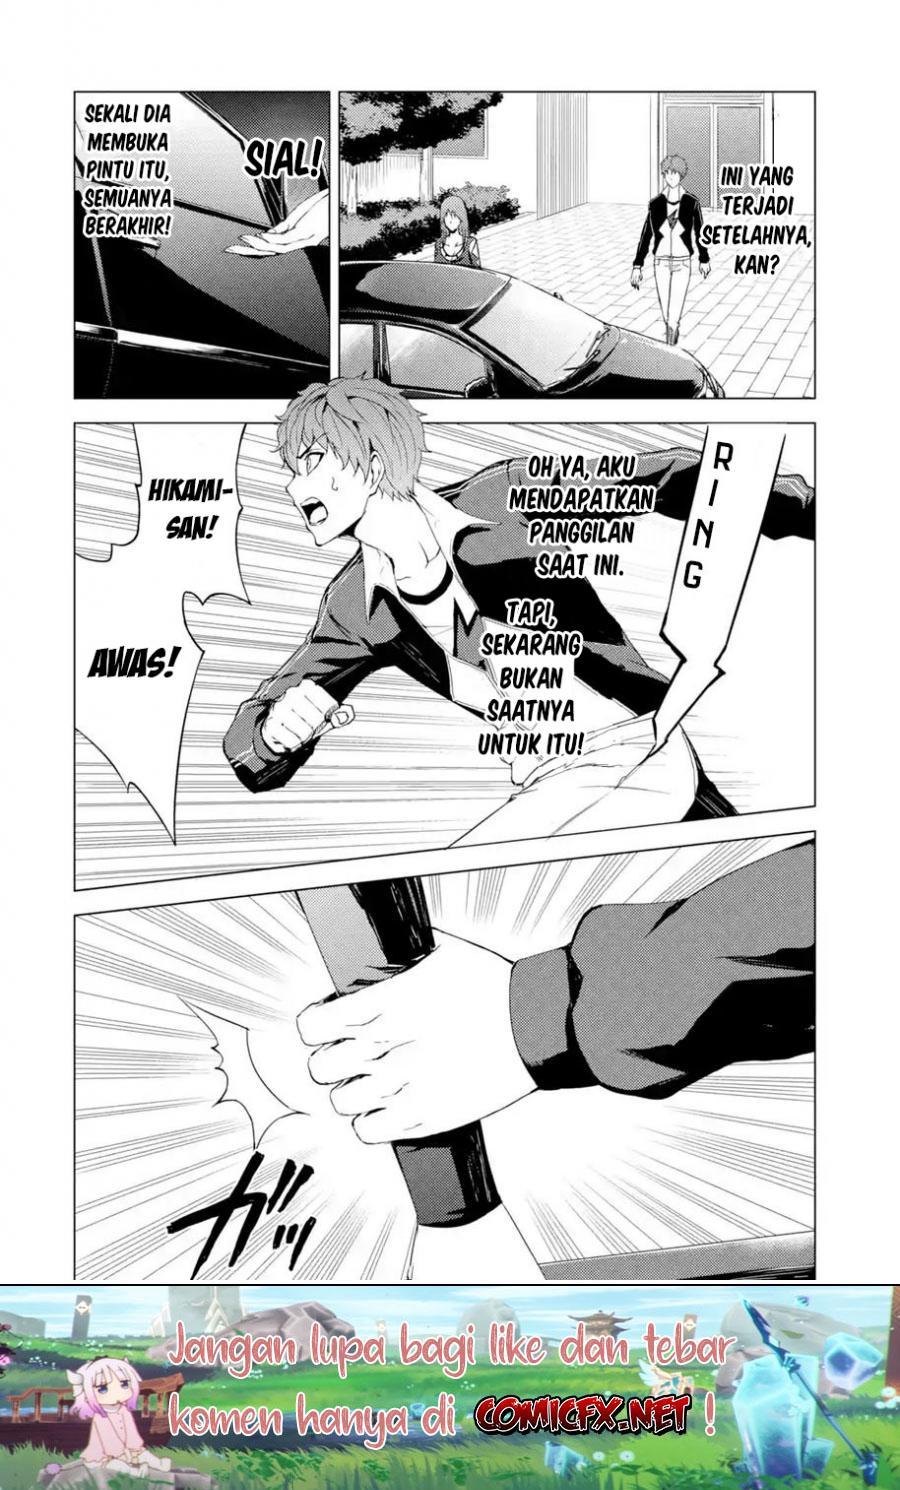 SEKALI DIA
MEMBUKA
PINTU ITU,
SEMUANYA
BERAKHIR!
SIAL!
INI YANG
TERJADI
SETELAHNYA,
KAN?
RING
OH YA, AKU
MENDAPATKAN
PANGGILAN
SAAT INI.
TAPI,
SEKARANG
BUKAN
SAATNYA
UNTUK ITU!
HIKAMI-
SAN!
AWAS!
ガッ
Jangan lupa bagi like dan tebar
komen hanya di COMICFX.NET !